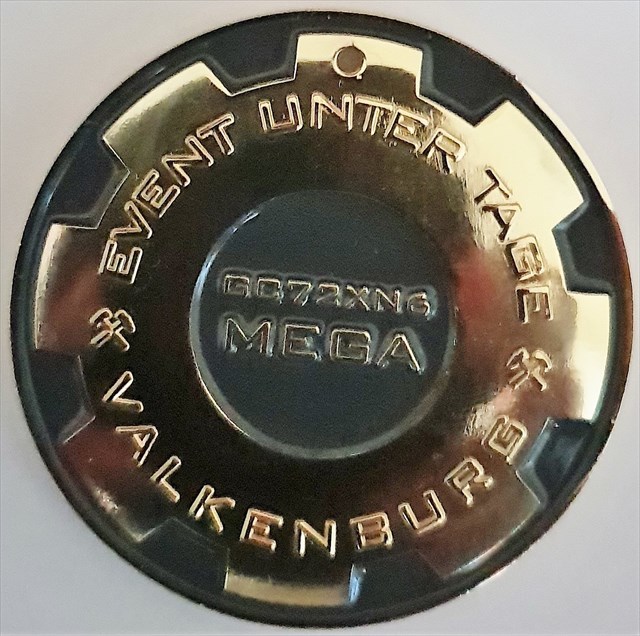 EVENT UNTER TAGE
GC72XN6
MEGA
VALKENBURG